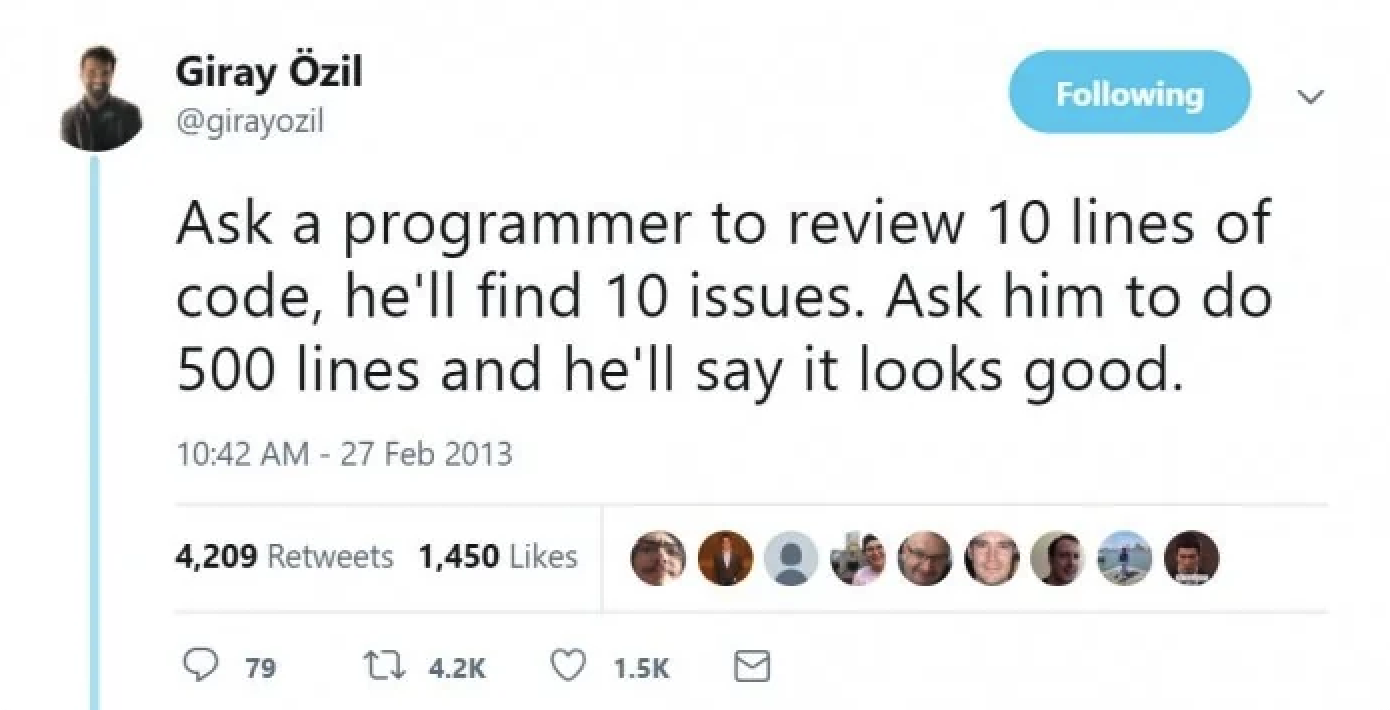 Giray Özil
@girayozil
Following
Ask a programmer to review 10 lines of
code, he'll find 10 issues. Ask him to do
500 lines and he'll say it looks good.
10:42 AM - 27 Feb 2013
4,209 Retweets 1,450 Likes
79 4.2K 1.5K